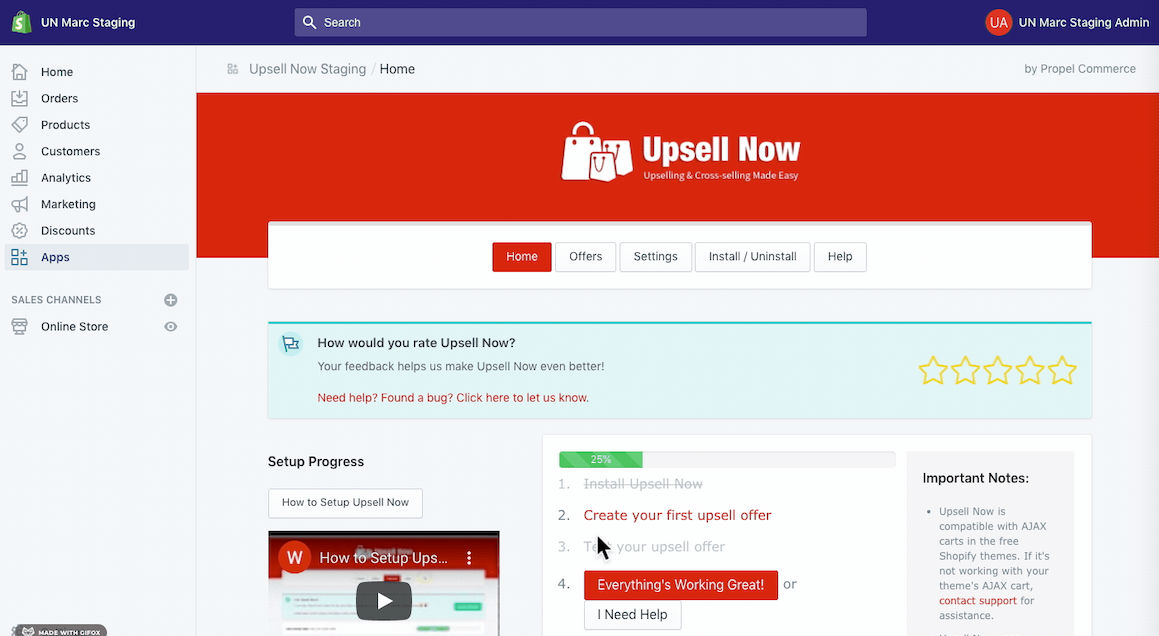 UN Marc Staging
Search
UA UN Marc Staging Admin
Home
Orders
Products
Customers
Analytics
Marketing
Discounts
Apps
SALES CHANNELS
Online Store
Upsell Now Staging / Home
by Propel Commerce
Upsell Now
Upselling & Cross-selling Made Easy
Home Offers Settings Install / Uninstall Help
How would you rate Upsell Now?
Your feedback helps us make Upsell Now even better!
Need help? Found a bug? Click here to let us know.
Setup Progress
How to Setup Upsell Now
W How to Setup Ups...
25%
1. Install Upsell Now
2. Create your first upsell offer
3. Test your upsell offer
4. Everything's Working Great! or
I Need Help
Important Notes:
• Upsell Now is
compatible with AJAX
carts in the free
Shopify themes. If it's
not working with your
theme's AJAX cart,
contact support for
assistance.
MADE WITH GIFOX